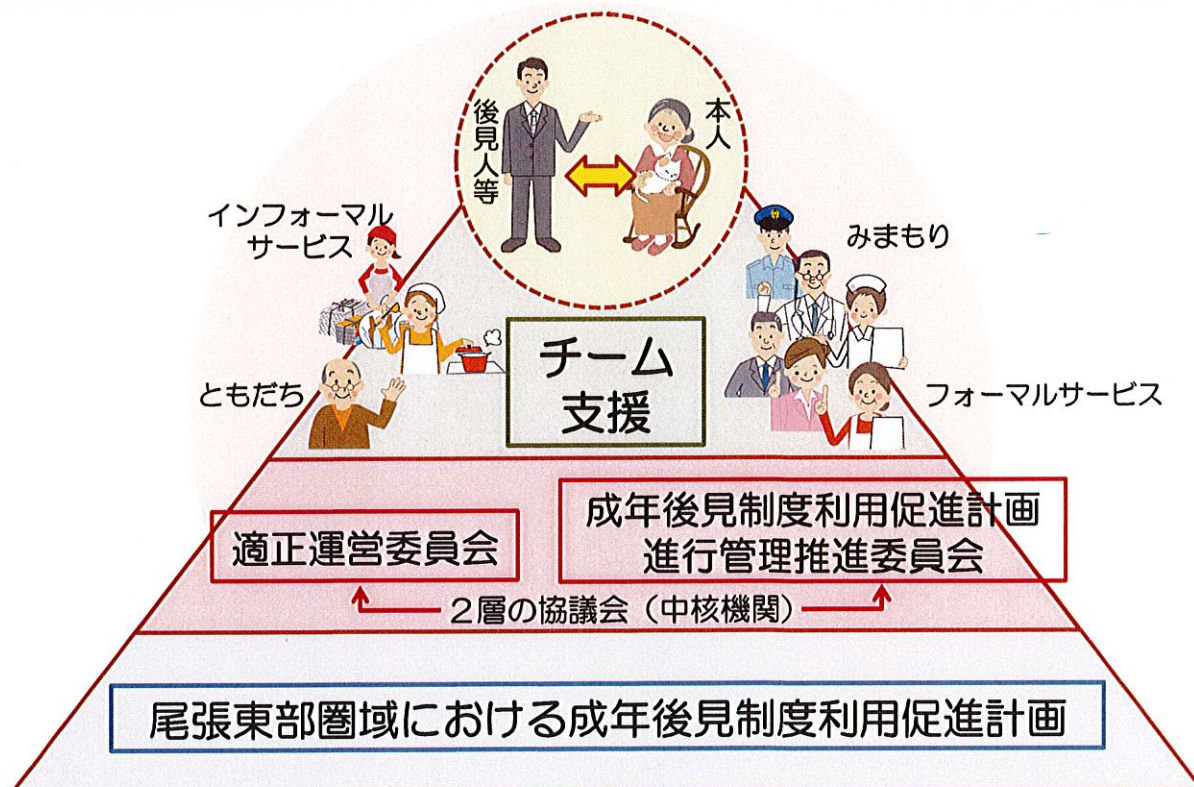 後見人等
本人
インフォーマル
サービス
みまもり
ともだち
チーム
支援
フォーマルサービス
適正運営委員会
成年後見制度利用促進計画
進行管理推進委員会
2層の協議会（中核機関）
尾張東部圏域における成年後見制度利用促進計画